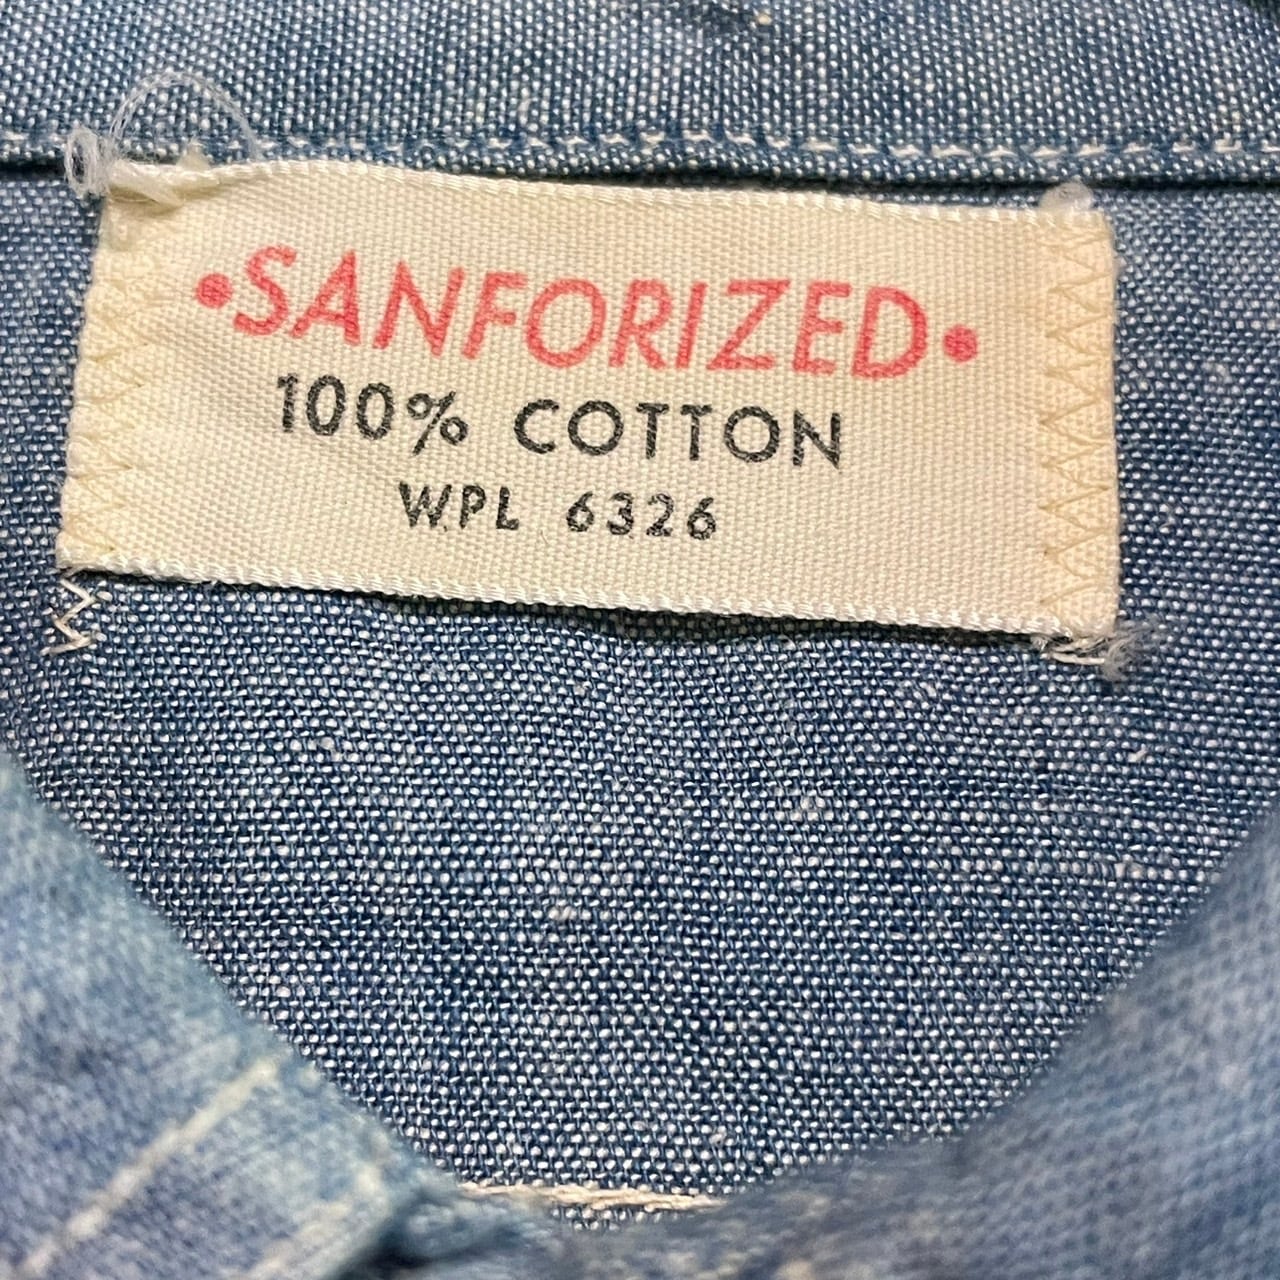 •SANFORIZED•
100% COTTON
WPL 6326